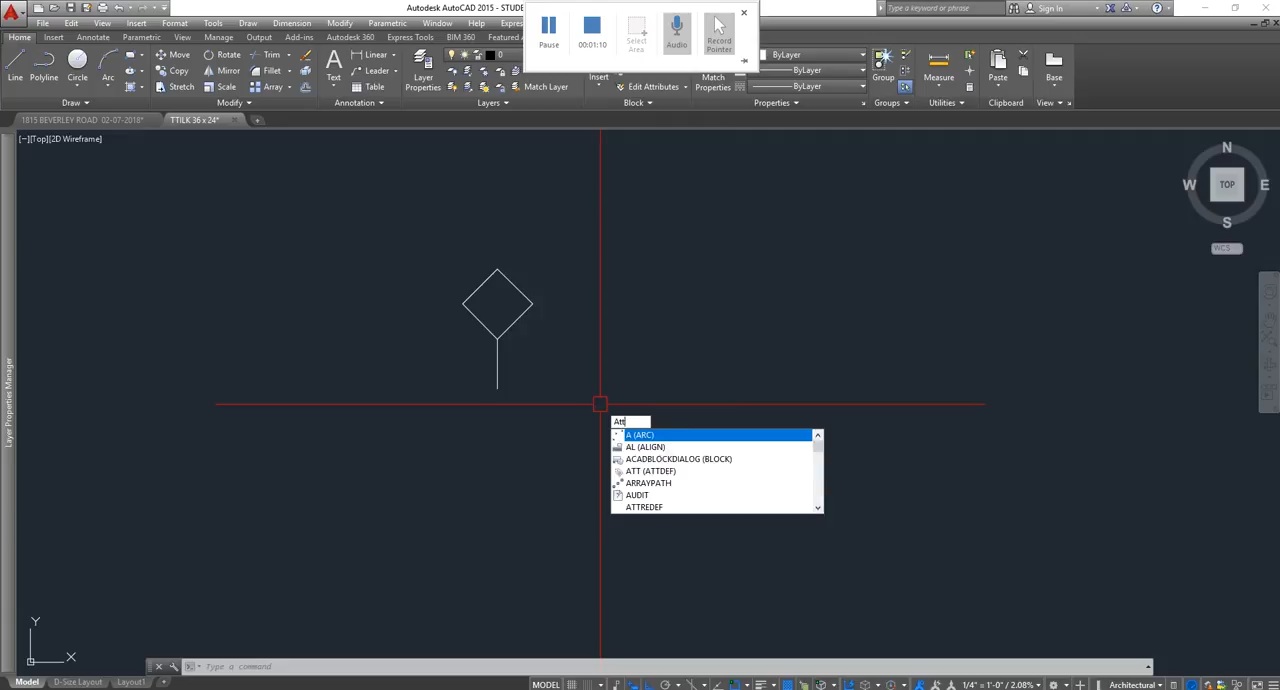 Autodesk AutoCAD 2015 - STUDE
Type a keyword or phrase
Sign In
File Edit View Insert Format Tools Draw Dimension Modify Parametric Window Help Expres
Home Insert Annotate Parametric View Manage Output Add-ins Autodesk 360 Express Tools BIM 360 Featured
Pause
00:01:10
Select Area
Audio
Record Pointer
Line Polyline Circle Arc
Move Rotate Trim
Copy Mirror Fillet
Stretch Scale Array
Text
Linear
Leader
Table
Layer Properties
0
Match Layer
Insert
Edit Attributes
Match Properties
ByLayer
ByLayer
ByLayer
Group
Measure
Paste
Base
Draw Modify Annotation Layers Block Properties Groups Utilities Clipboard View
1815 BEVERLEY ROAD 02-07-2018*
TTILK 36 x 24*
[−][Top][2D Wireframe]
N
W TOP E
S
WCS
Att
A (ARC)
AL (ALIGN)
ACADBLOCKDIALOG (BLOCK)
ATT (ATTDEF)
ARRAYPATH
AUDIT
ATTREDEF
Layer Properties Manager
Y
X
Type a command
Model D-Size Layout Layout1
MODEL
1/4" = 1'-0" / 2.08%
Architectural